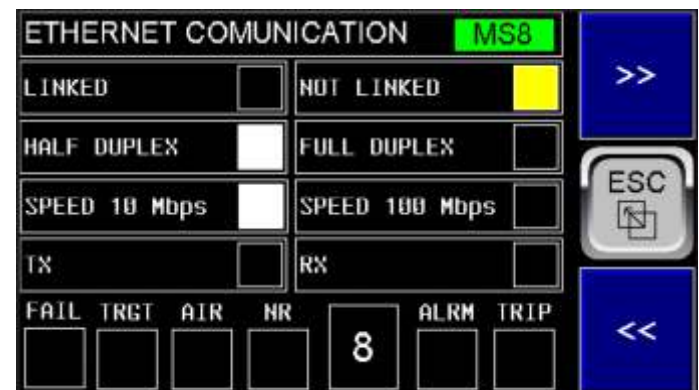 ETHERNET COMUNICATION MS8
LINKED NOT LINKED
>>
HALF DUPLEX FULL DUPLEX
ESC
SPEED 10 Mbps SPEED 100 Mbps
TX RX
FAIL TRGT AIR NR 8 ALRM TRIP
<<